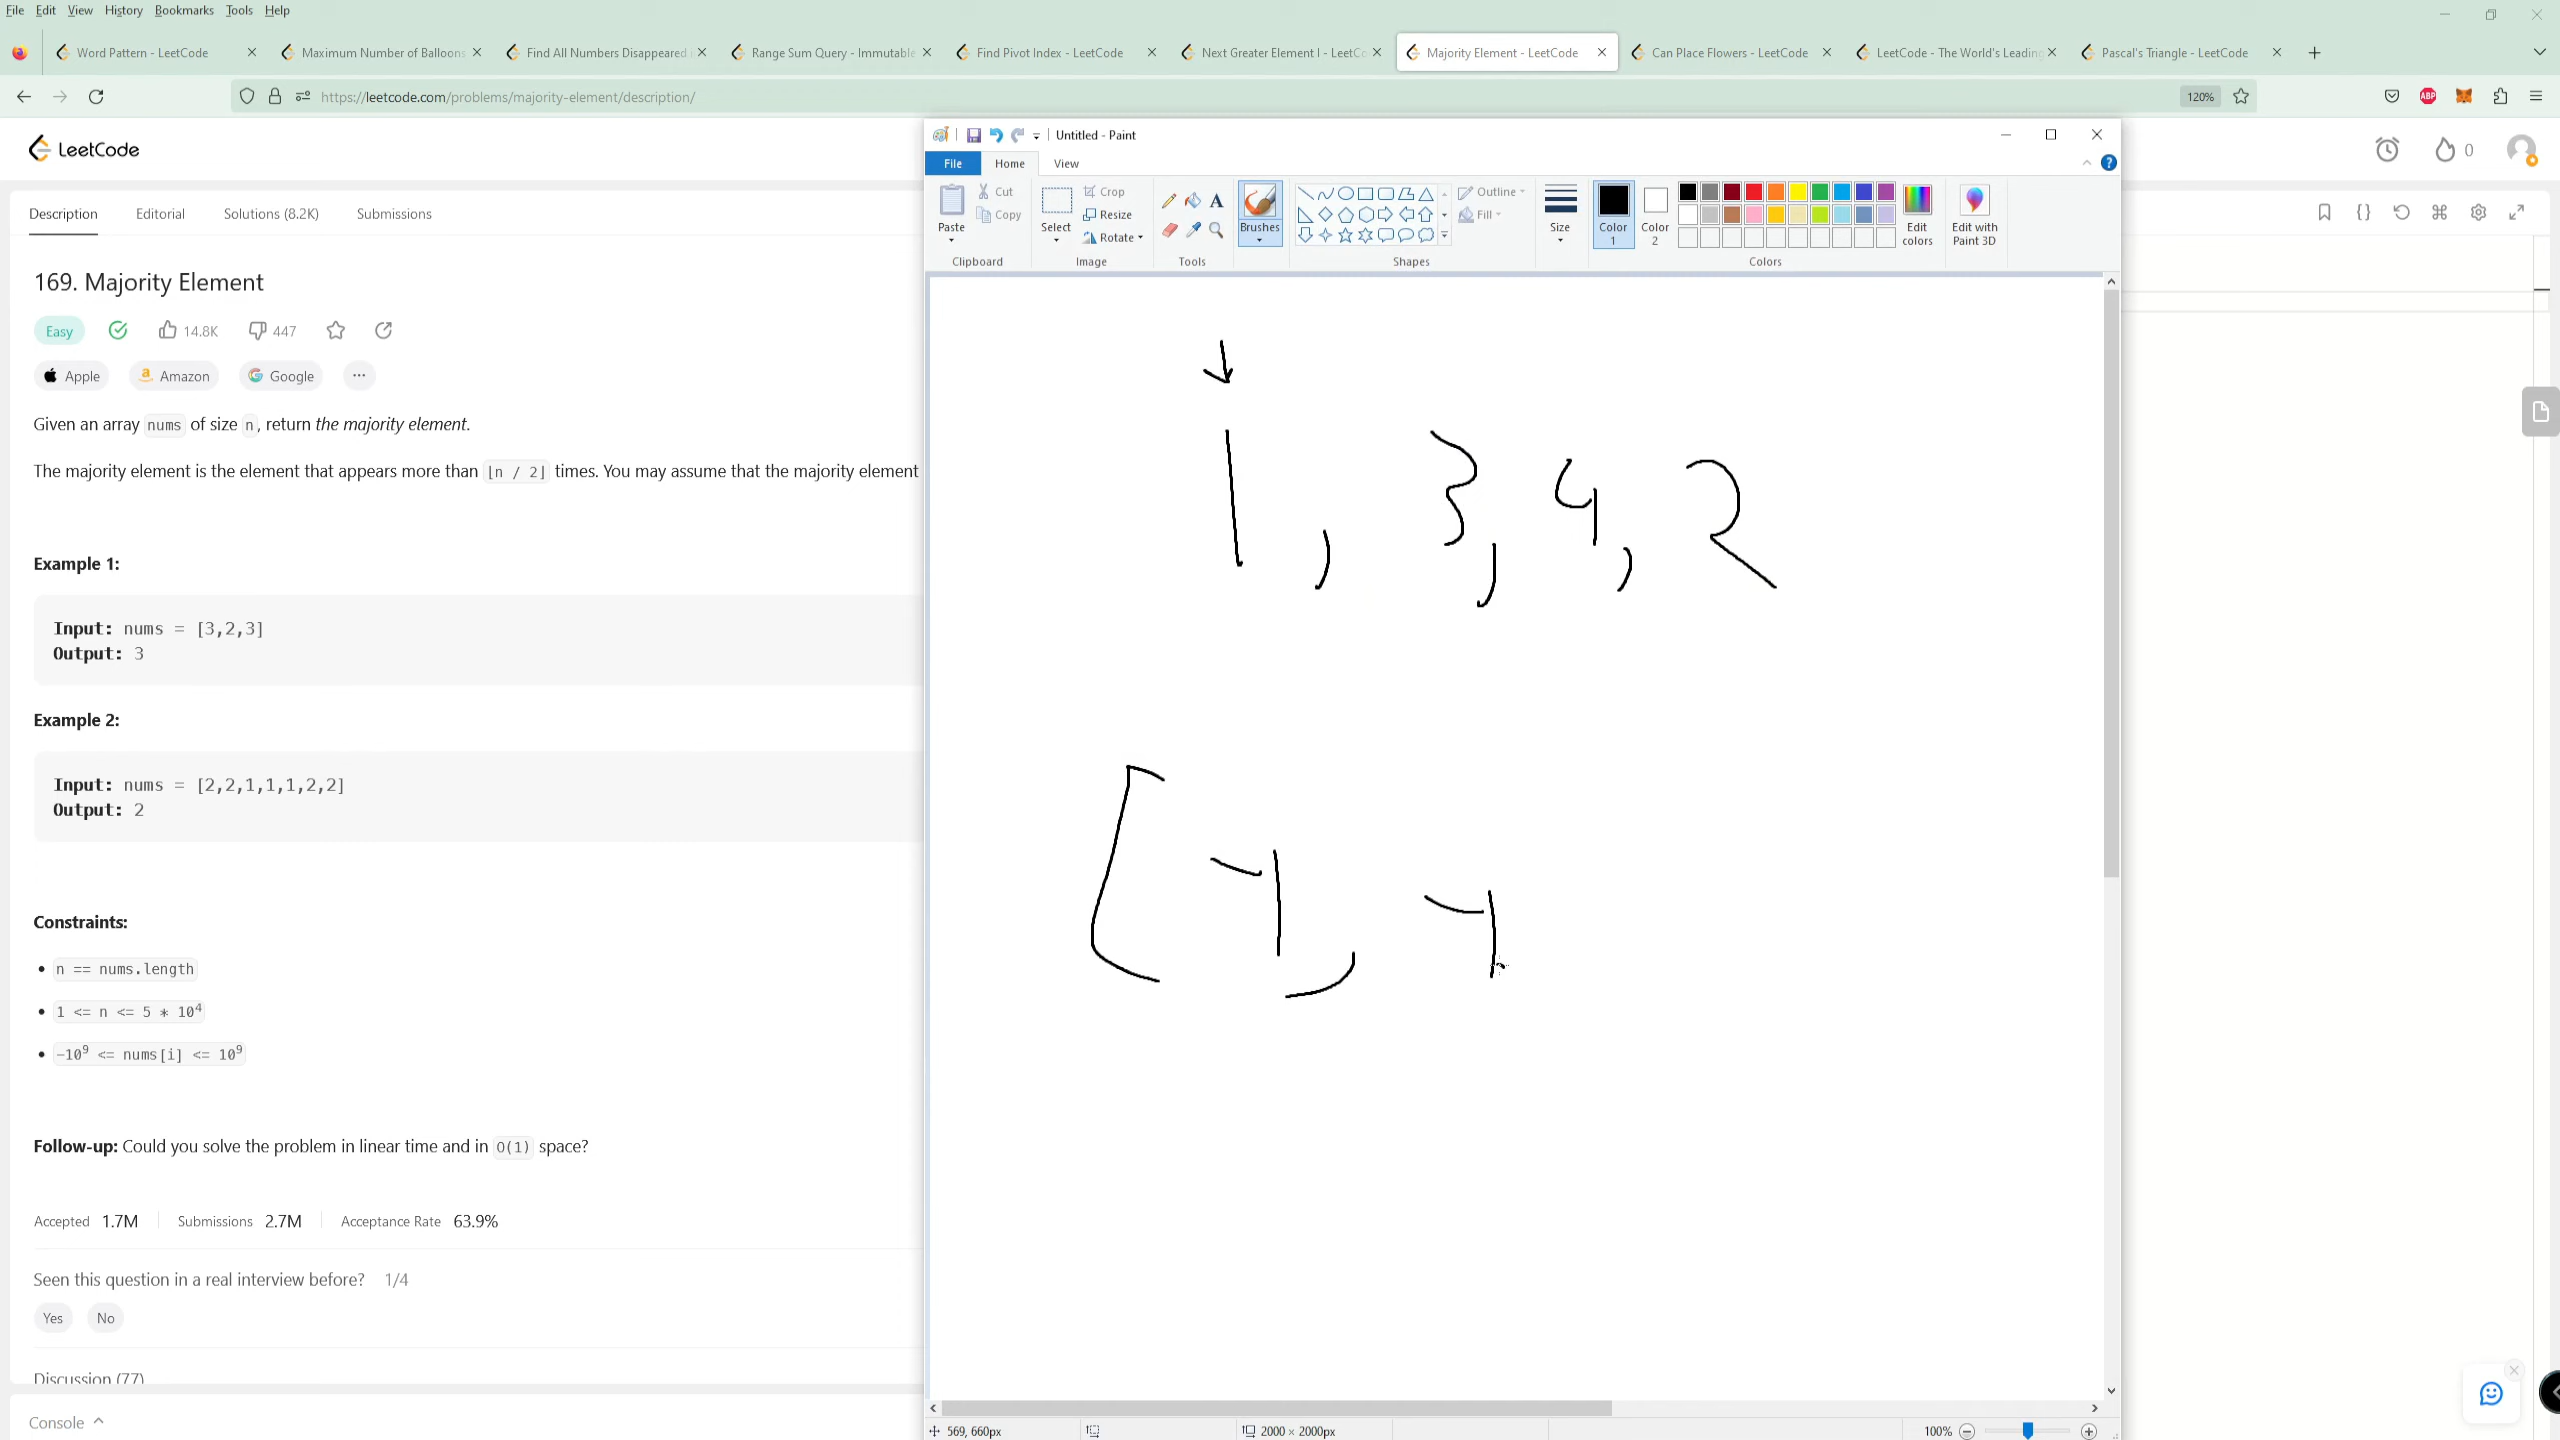 File Edit View History Bookmarks Tools Help
Word Pattern - LeetCode Maximum Number of Balloons Find All Numbers Disappeared Range Sum Query - Immutable Find Pivot Index - LeetCode Next Greater Element I - LeetCo Majority Element - LeetCode Can Place Flowers - LeetCode LeetCode - The World's Leading Pascal's Triangle - LeetCode
https://leetcode.com/problems/majority-element/description/ 120% ABP
LeetCode
0
Description Editorial Solutions (8.2K) Submissions
169. Majority Element
Easy 14.8K 447
Apple Amazon Google ...
Given an array nums of size n, return the majority element.
The majority element is the element that appears more than ⌊n / 2⌋ times. You may assume that the majority element
Example 1:
Input: nums = [3,2,3]
Output: 3
Example 2:
Input: nums = [2,2,1,1,1,2,2]
Output: 2
Constraints:
• n == nums.length
• 1 <= n <= 5 * 10⁴
• -10⁹ <= nums[i] <= 10⁹
Follow-up: Could you solve the problem in linear time and in O(1) space?
Accepted 1.7M Submissions 2.7M Acceptance Rate 63.9%
Seen this question in a real interview before? 1/4
Yes No
Discussion (77)
Console
Untitled - Paint
File Home View
Paste Cut Copy Select Crop Resize Rotate A Brushes Outline Fill Size Color 1 Color 2 Edit colors Edit with Paint 3D
Clipboard Image Tools Shapes Colors
1 , 3, 4, 2
[ -1, -1
569, 660px 2000 × 2000px 100%